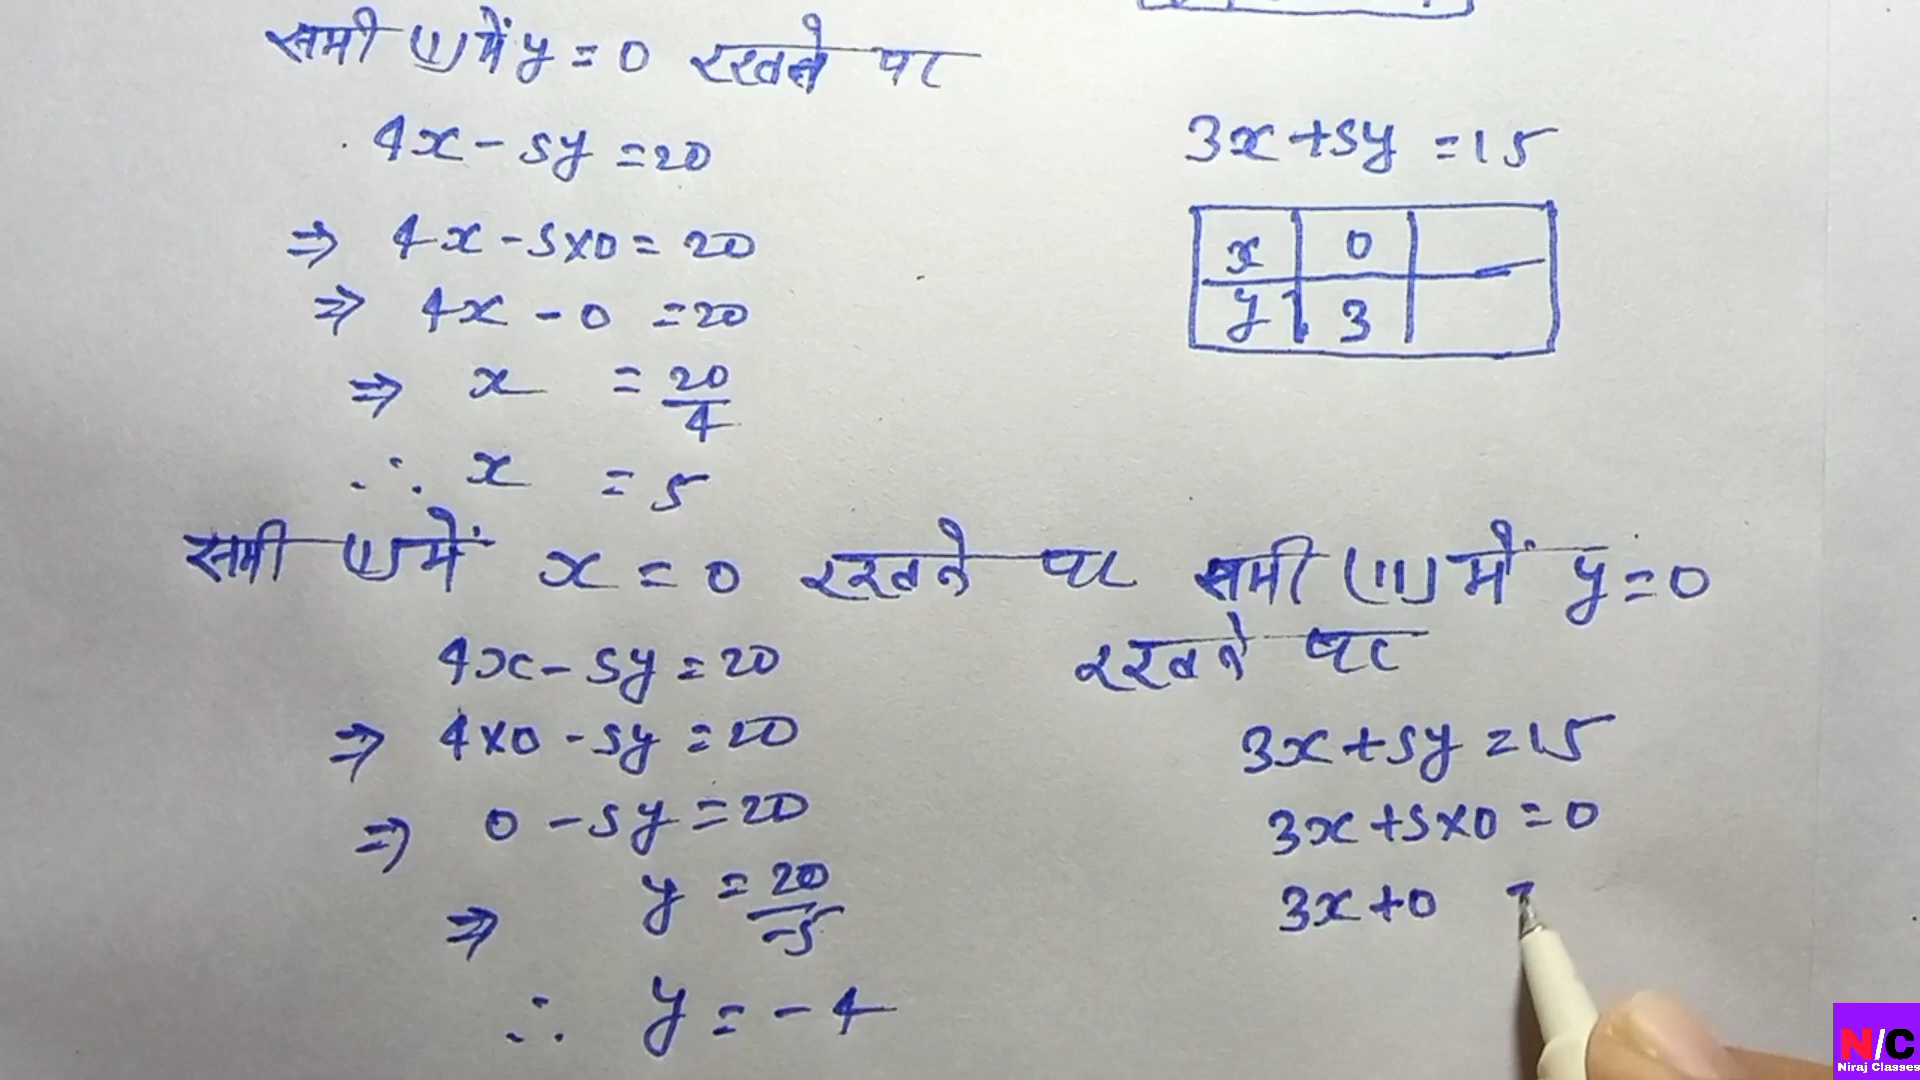 समी (i) में y = 0 रखने पर
4x - 5y = 20
⇒ 4x - 5×0 = 20
⇒ 4x - 0 = 20
⇒ x = 20/4
∴ x = 5
3x + 5y = 15
x | 0 |
y | 3 |
समी (i) में x = 0 रखने पर
4x - 5y = 20
⇒ 4×0 - 5y = 20
⇒ 0 - 5y = 20
⇒ y = 20/-5
∴ y = -4
समी (ii) में y = 0
रखने पर
3x + 5y = 15
3x + 5×0 = 0
3x + 0 =
N/C
Niraj Classes